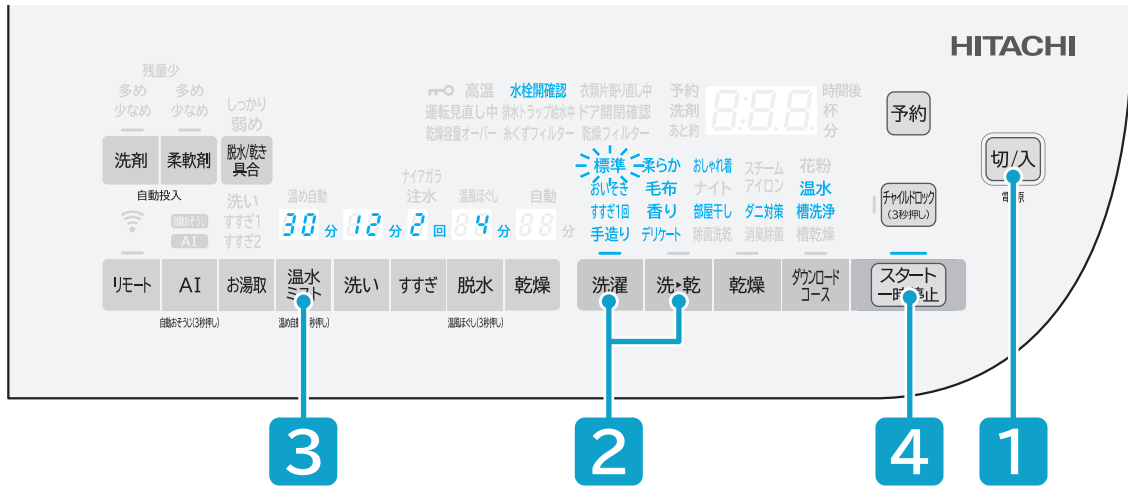 HITACHI
残量少
多め 多め
少なめ 少なめ
しっかり
弱め
洗剤 柔軟剤 脱水/乾き
具合
自動投入
高温 水栓開確認 衣類片寄り直し中
運転見直し中 排水トラップ給水中 ドア開閉確認
乾燥容量オーバー 糸くずフィルター 乾燥フィルター
予約
洗剤
あと約
8:8.8
時間後
杯
分
予約
切/入
標準 柔らか おしゃれ着 スチーム 花粉
おいそぎ 毛布 ナイト アイロン 温水
すすぎ1回 香り 部屋干し ダニ対策 槽洗浄
手造り デリケート 除菌洗乾 消臭除菌 槽乾燥
チャイルドロック
(3秒押し)
自動おそうじ
AI
洗い
すすぎ1
すすぎ2
温め自動
ナイアガラ
注水
温風ほぐし
自動
30 分 12 分 2 回 4 分 88 分
リモート AI お湯取 温水
ミスト 洗い すすぎ 脱水 乾燥
洗濯 洗▸乾 乾燥 ダウンロード
コース
スタート
一時停止
自動おそうじ(3秒押し)
温風ほぐし(3秒押し)
3
2
4
1